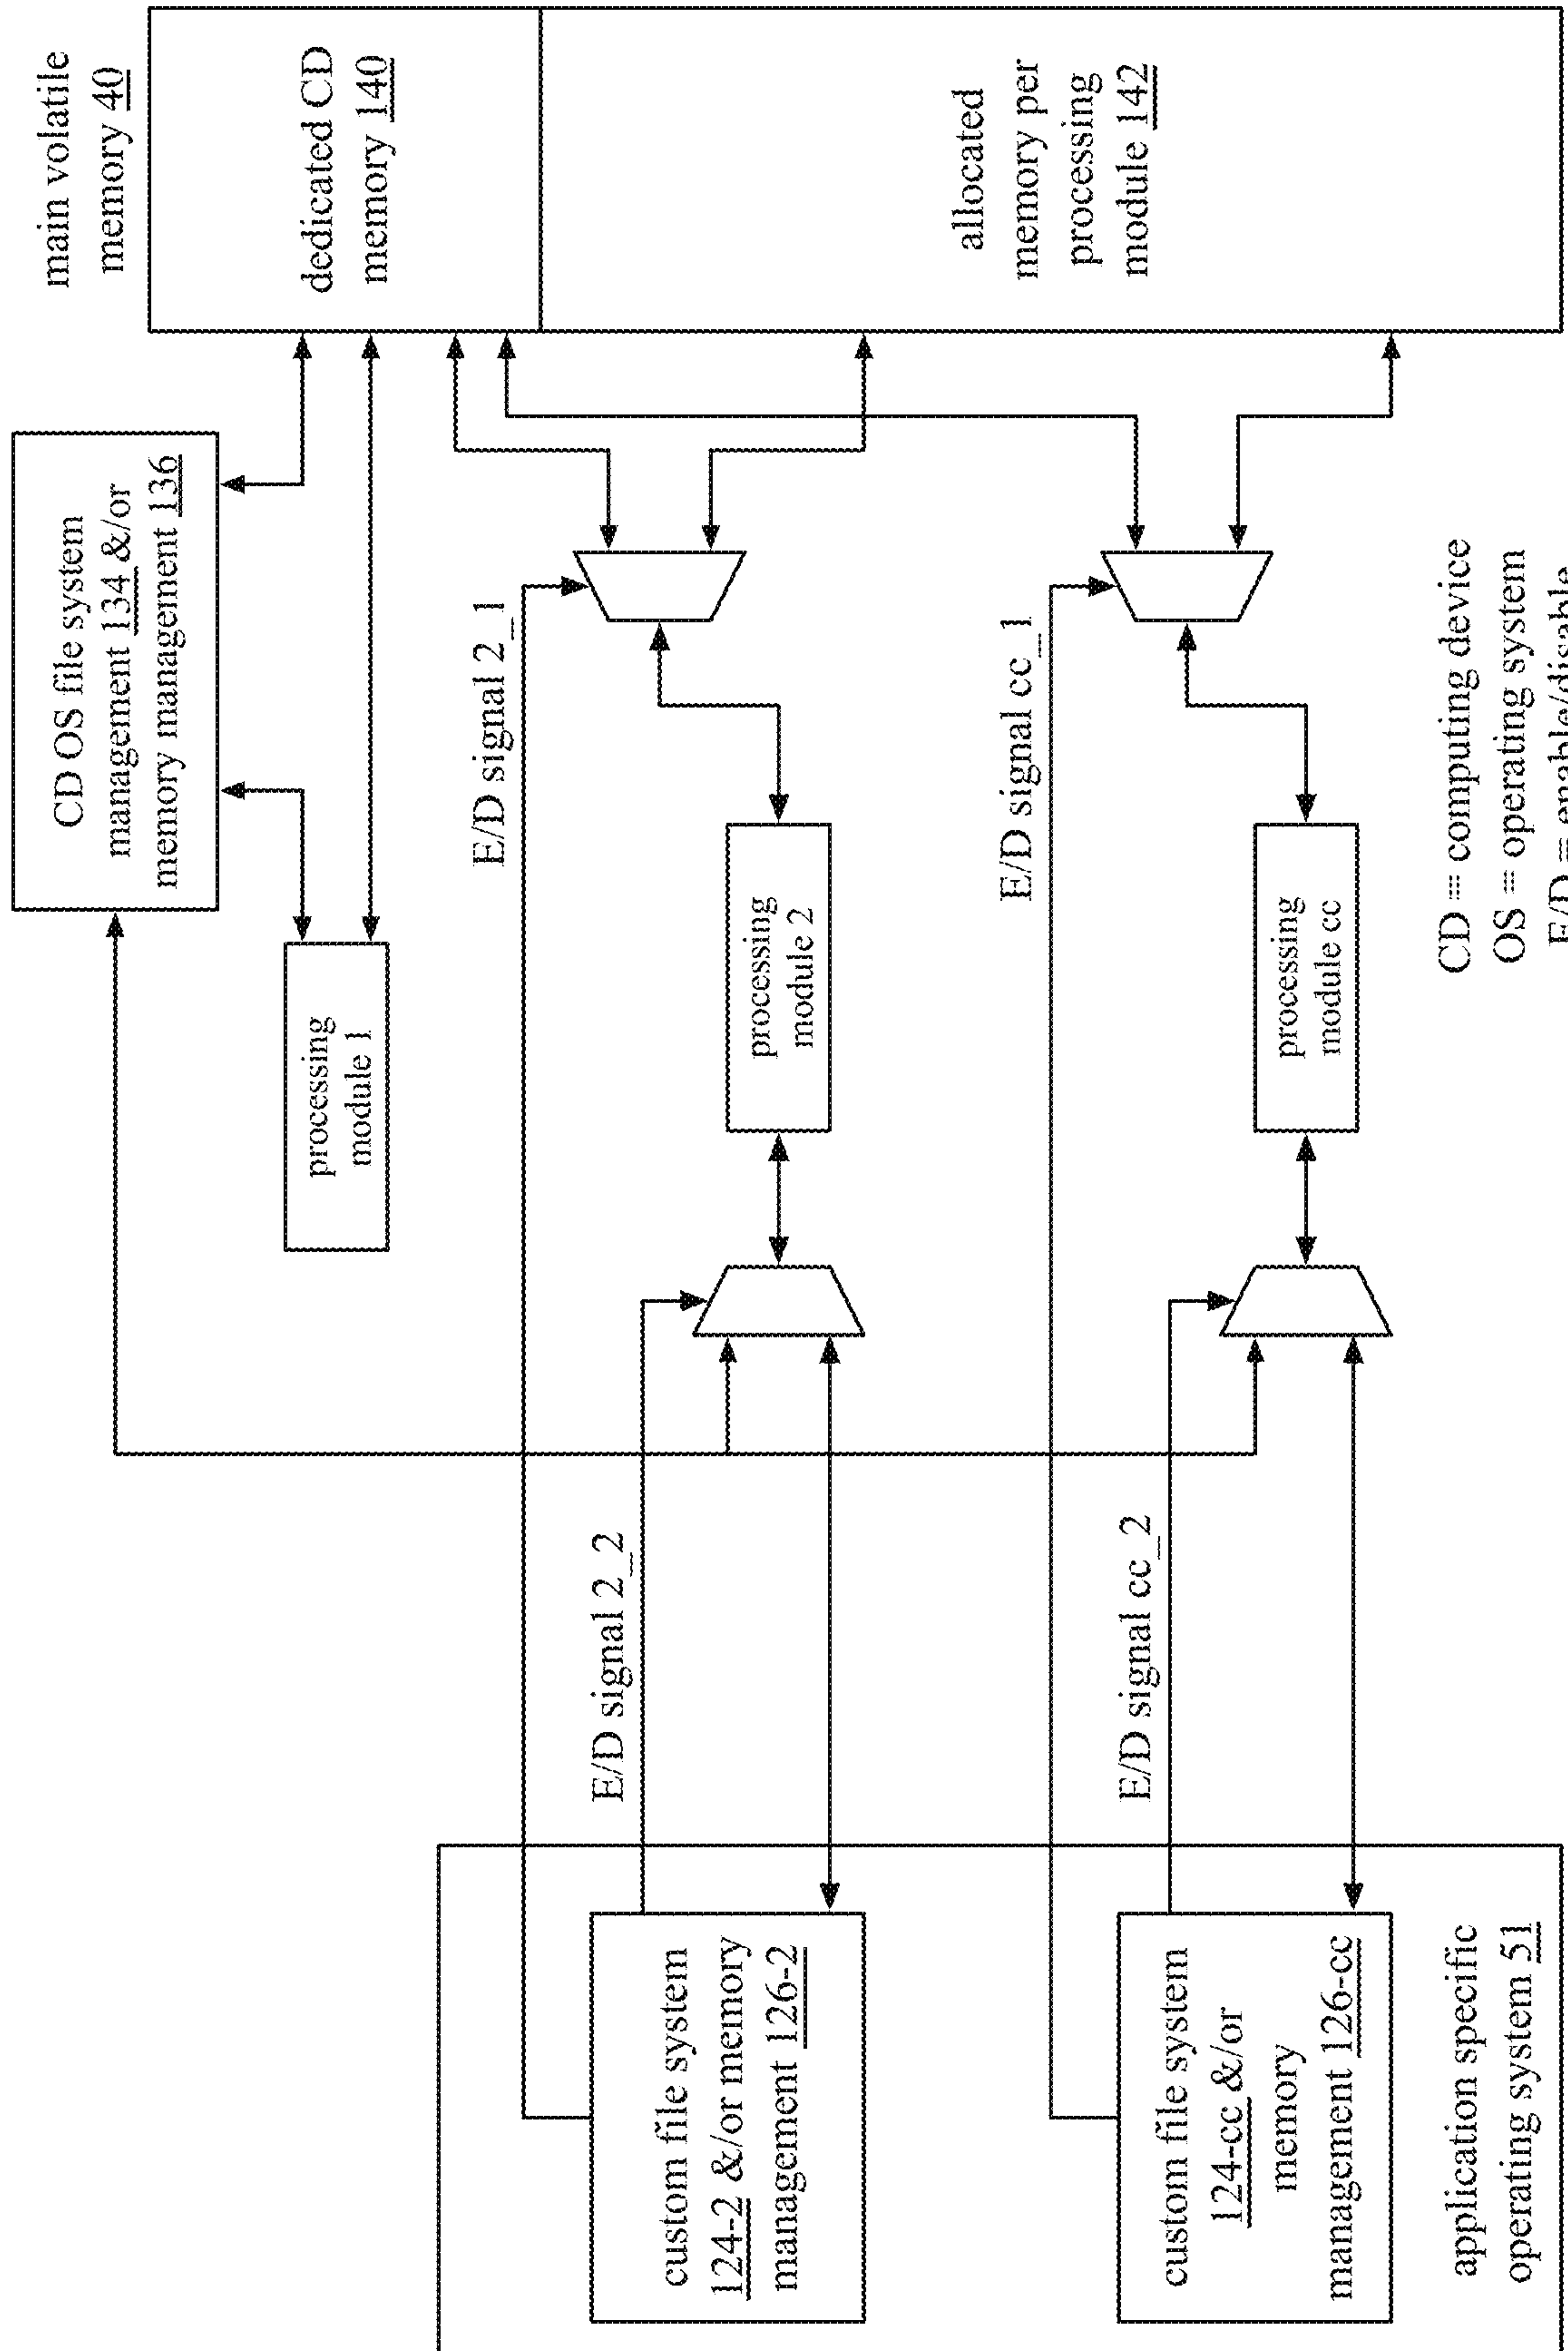 main volatile
memory 40
dedicated CD
memory 140
allocated
memory per
processing
module 142
CD OS file system
management 134 &/or
memory management 136
processing
module 1
E/D signal 2_1
processing
module 2
E/D signal 2_2
custom file system
124-2 &/or memory
management 126-2
E/D signal cc_1
processing
module cc
E/D signal cc_2
custom file system
124-cc &/or
memory
management 126-cc
application specific
operating system 51
CD ≡ computing device
OS ≡ operating system
E/D ≡ enable/disable